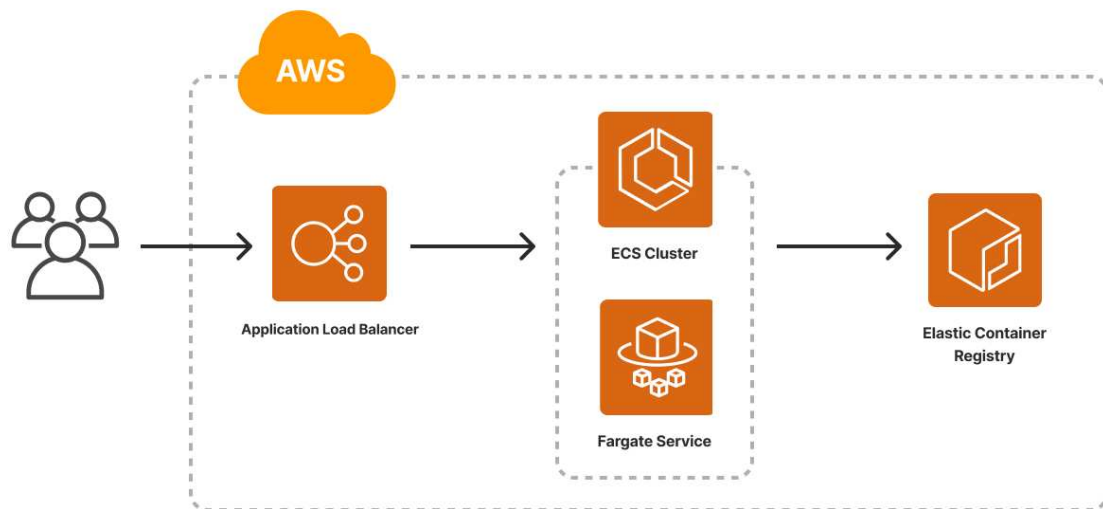 AWS
Application Load Balancer
ECS Cluster
Fargate Service
Elastic Container
Registry